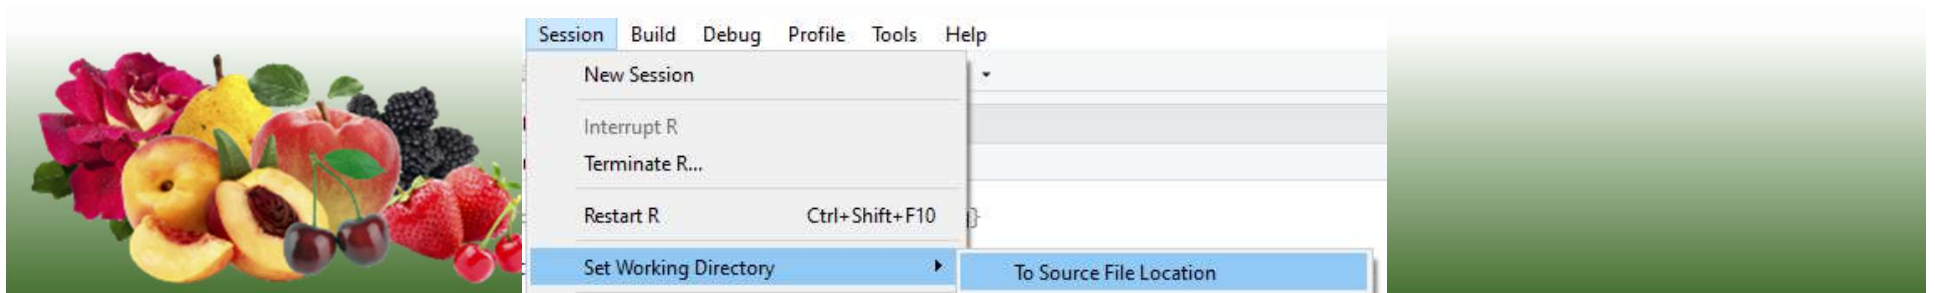 Session Build Debug Profile Tools Help
New Session
Interrupt R
Terminate R...
Restart R Ctrl+Shift+F10
Set Working Directory To Source File Location